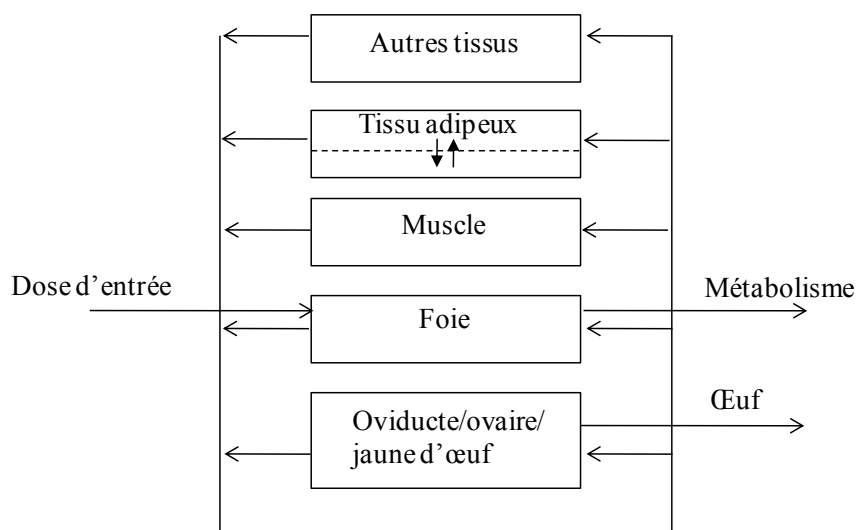 Autres tissus
Tissu adipeux
Muscle
Dose d'entrée
Foie
Métabolisme
Oviducte/ovaire/
jaune d'œuf
Œuf